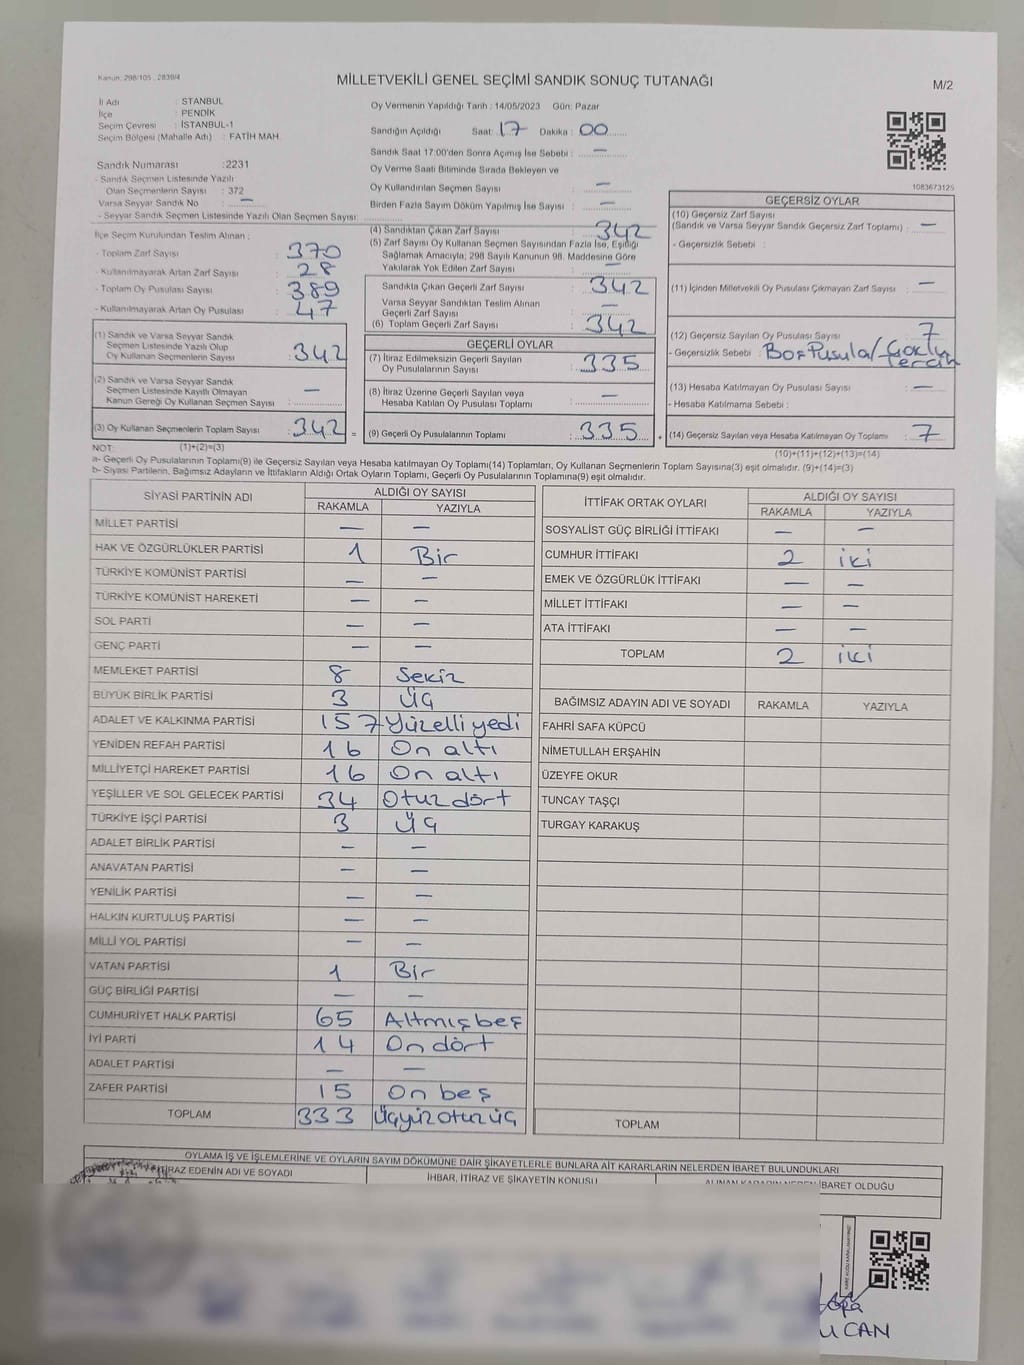 Kanun: 298/105 , 2839/4
MİLLETVEKİLİ GENEL SEÇİMİ SANDIK SONUÇ TUTANAĞI
M/2
İl Adı : STANBUL
İlçe : PENDİK
Seçim Çevresi : İSTANBUL-1
Seçim Bölgesi (Mahalle Adı) : FATİH MAH.
Oy Vermenin Yapıldığı Tarih : 14/05/2023 Gün: Pazar
Sandığın Açıldığı Saat: 17 Dakika : 00
Sandık Saat 17:00'den Sonra Açımış İse Sebebi : —
Oy Verme Saati Bitiminde Sırada Bekleyen ve
Oy Kullandırılan Seçmen Sayısı : —
Birden Fazla Sayım Döküm Yapılmış İse Sayısı : —
1083673125
Sandık Numarası :2231
- Sandık Seçmen Listesinde Yazılı
Olan Seçmenlerin Sayısı : 372
Varsa Seyyar Sandık No : —
- Seyyar Sandık Seçmen Listesinde Yazılı Olan Seçmen Sayısı:
İlçe Seçim Kurulundan Teslim Alınan :
- Toplam Zarf Sayısı : 370
- Kullanılmayarak Artan Zarf Sayısı : 28
- Toplam Oy Pusulası Sayısı : 389
- Kullanılmayarak Artan Oy Pusulası : 47
(1) Sandık ve Varsa Seyyar Sandık
Seçmen Listesinde Yazılı Olup
Oy Kullanan Seçmenlerin Sayısı : 342
(2) Sandık ve Varsa Seyyar Sandık
Seçmen Listesinde Kayıtlı Olmayan
Kanun Gereği Oy Kullanan Seçmen Sayısı : —
(3) Oy Kullanan Seçmenlerin Toplam Sayısı : 342 =
(1)+(2)=(3)
(4) Sandıktan Çıkan Zarf Sayısı : 342
(5) Zarf Sayısı Oy Kullanan Seçmen Sayısından Fazla İse, Eşitliği
Sağlamak Amacıyla; 298 Sayılı Kanunun 98. Maddesine Göre
Yakılarak Yok Edilen Zarf Sayısı : —
Sandıkta Çıkan Geçerli Zarf Sayısı : 342
Varsa Seyyar Sandıktan Teslim Alınan
Geçerli Zarf Sayısı : —
(6) Toplam Geçerli Zarf Sayısı : 342
GEÇERLİ OYLAR
(7) İtiraz Edilmeksizin Geçerli Sayılan
Oy Pusulalarının Sayısı : 335
(8) İtiraz Üzerine Geçerli Sayılan veya
Hesaba Katılan Oy Pusulası Toplamı : —
(9) Geçerli Oy Pusulalarının Toplamı : 335 +
GEÇERSİZ OYLAR
(10) Geçersiz Zarf Sayısı
(Sandık ve Varsa Seyyar Sandık Geçersiz Zarf Toplamı) : —
- Geçersizlik Sebebi :
(11) İçinden Milletvekili Oy Pusulası Çıkmayan Zarf Sayısı : —
(12) Geçersiz Sayılan Oy Pusulası Sayısı : 7
- Geçersizlik Sebebi : Boş Pusula/Çoklu
tercih
(13) Hesaba Katılmayan Oy Pusulası Sayısı : —
- Hesaba Katılmama Sebebi :
(14) Geçersiz Sayılan veya Hesaba Katılmayan Oy Toplamı : 7
(10)+(11)+(12)+(13)=(14)
NOT:
a- Geçerli Oy Pusulalarının Toplamı(9) ile Geçersiz Sayılan veya Hesaba katılmayan Oy Toplamı(14) Toplamları, Oy Kullanan Seçmenlerin Toplam Sayısına(3) eşit olmalıdır. (9)+(14)=(3)
b- Siyasi Partilerin, Bağımsız Adayların ve İttifakların Aldığı Ortak Oyların Toplamı, Geçerli Oy Pusulalarının Toplamına(9) eşit olmalıdır.
SİYASİ PARTİNİN ADI
ALDIĞI OY SAYISI
RAKAMLA YAZIYLA
MİLLET PARTİSİ — —
HAK VE ÖZGÜRLÜKLER PARTİSİ 1 Bir
TÜRKİYE KOMÜNİST PARTİSİ — —
TÜRKİYE KOMÜNİST HAREKETİ — —
SOL PARTİ — —
GENÇ PARTİ — —
MEMLEKET PARTİSİ 8 Sekiz
BÜYÜK BİRLİK PARTİSİ 3 Üç
ADALET VE KALKINMA PARTİSİ 157 Yüzelli yedi
YENİDEN REFAH PARTİSİ 16 On altı
MİLLİYETÇİ HAREKET PARTİSİ 16 On altı
YEŞİLLER VE SOL GELECEK PARTİSİ 34 Otuz dört
TÜRKİYE İŞÇİ PARTİSİ 3 Üç
ADALET BİRLİK PARTİSİ — —
ANAVATAN PARTİSİ — —
YENİLİK PARTİSİ — —
HALKIN KURTULUŞ PARTİSİ — —
MİLLİ YOL PARTİSİ — —
VATAN PARTİSİ 1 Bir
GÜÇ BİRLİĞİ PARTİSİ — —
CUMHURİYET HALK PARTİSİ 65 Altmış beş
İYİ PARTİ 14 On dört
ADALET PARTİSİ — —
ZAFER PARTİSİ 15 On beş
TOPLAM 333 Üçyüz otuz üç
İTTİFAK ORTAK OYLARI
ALDIĞI OY SAYISI
RAKAMLA YAZIYLA
SOSYALİST GÜÇ BİRLİĞİ İTTİFAKI — —
CUMHUR İTTİFAKI 2 iki
EMEK VE ÖZGÜRLÜK İTTİFAKI — —
MİLLET İTTİFAKI — —
ATA İTTİFAKI — —
TOPLAM 2 iki
BAĞIMSIZ ADAYIN ADI VE SOYADI RAKAMLA YAZIYLA
FAHRİ SAFA KÜPCÜ
NİMETULLAH ERŞAHİN
ÜZEYFE OKUR
TUNCAY TAŞÇI
TURGAY KARAKUŞ
TOPLAM
OYLAMA İŞ VE İŞLEMLERİNE VE OYLARIN SAYIM DÖKÜMÜNE DAİR ŞİKAYETLERLE BUNLARA AİT KARARLARIN NELERDEN İBARET BULUNDUKLARI
İTİRAZ EDENİN ADI VE SOYADI
İHBAR, İTİRAZ VE ŞİKAYETİN KONUSU
ALINAN KARARIN NEDEN İBARET OLDUĞU
CAN